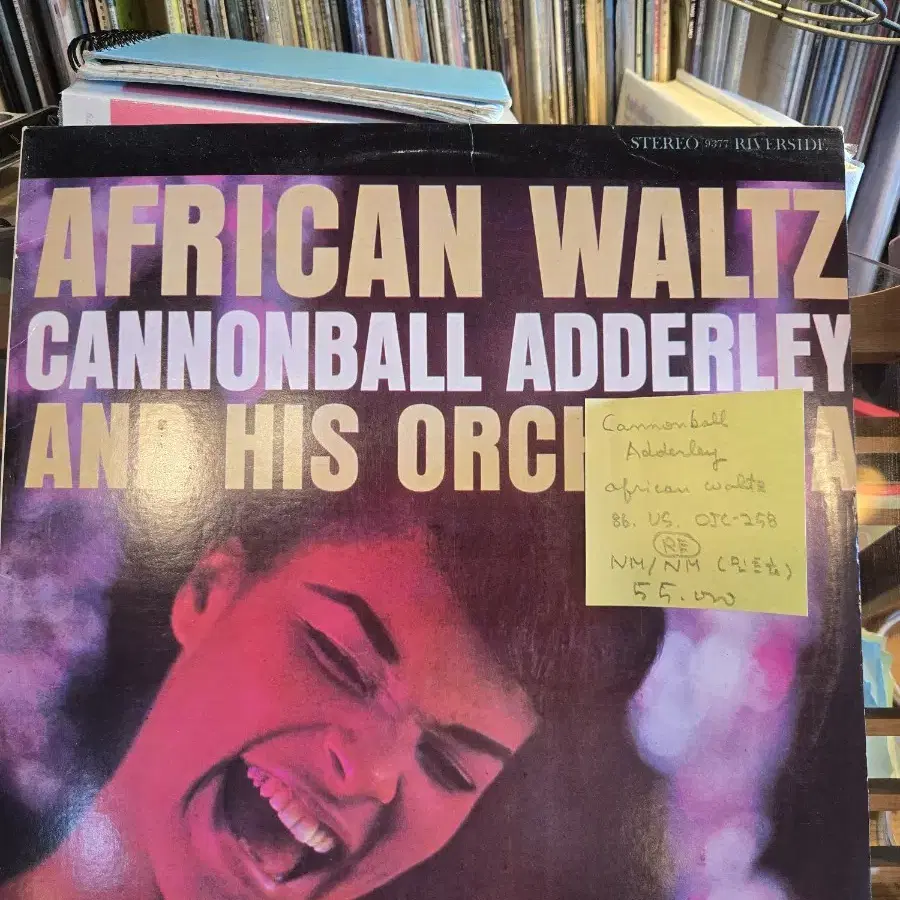 STEREO 9377 RIVERSIDE
AFRICAN WALTZ
CANNONBALL ADDERLEY
AND HIS ORCH A
Cannonball
Adderley
african waltz
86. US. OJC-258
RE
NM/NM (민트급)
55.000